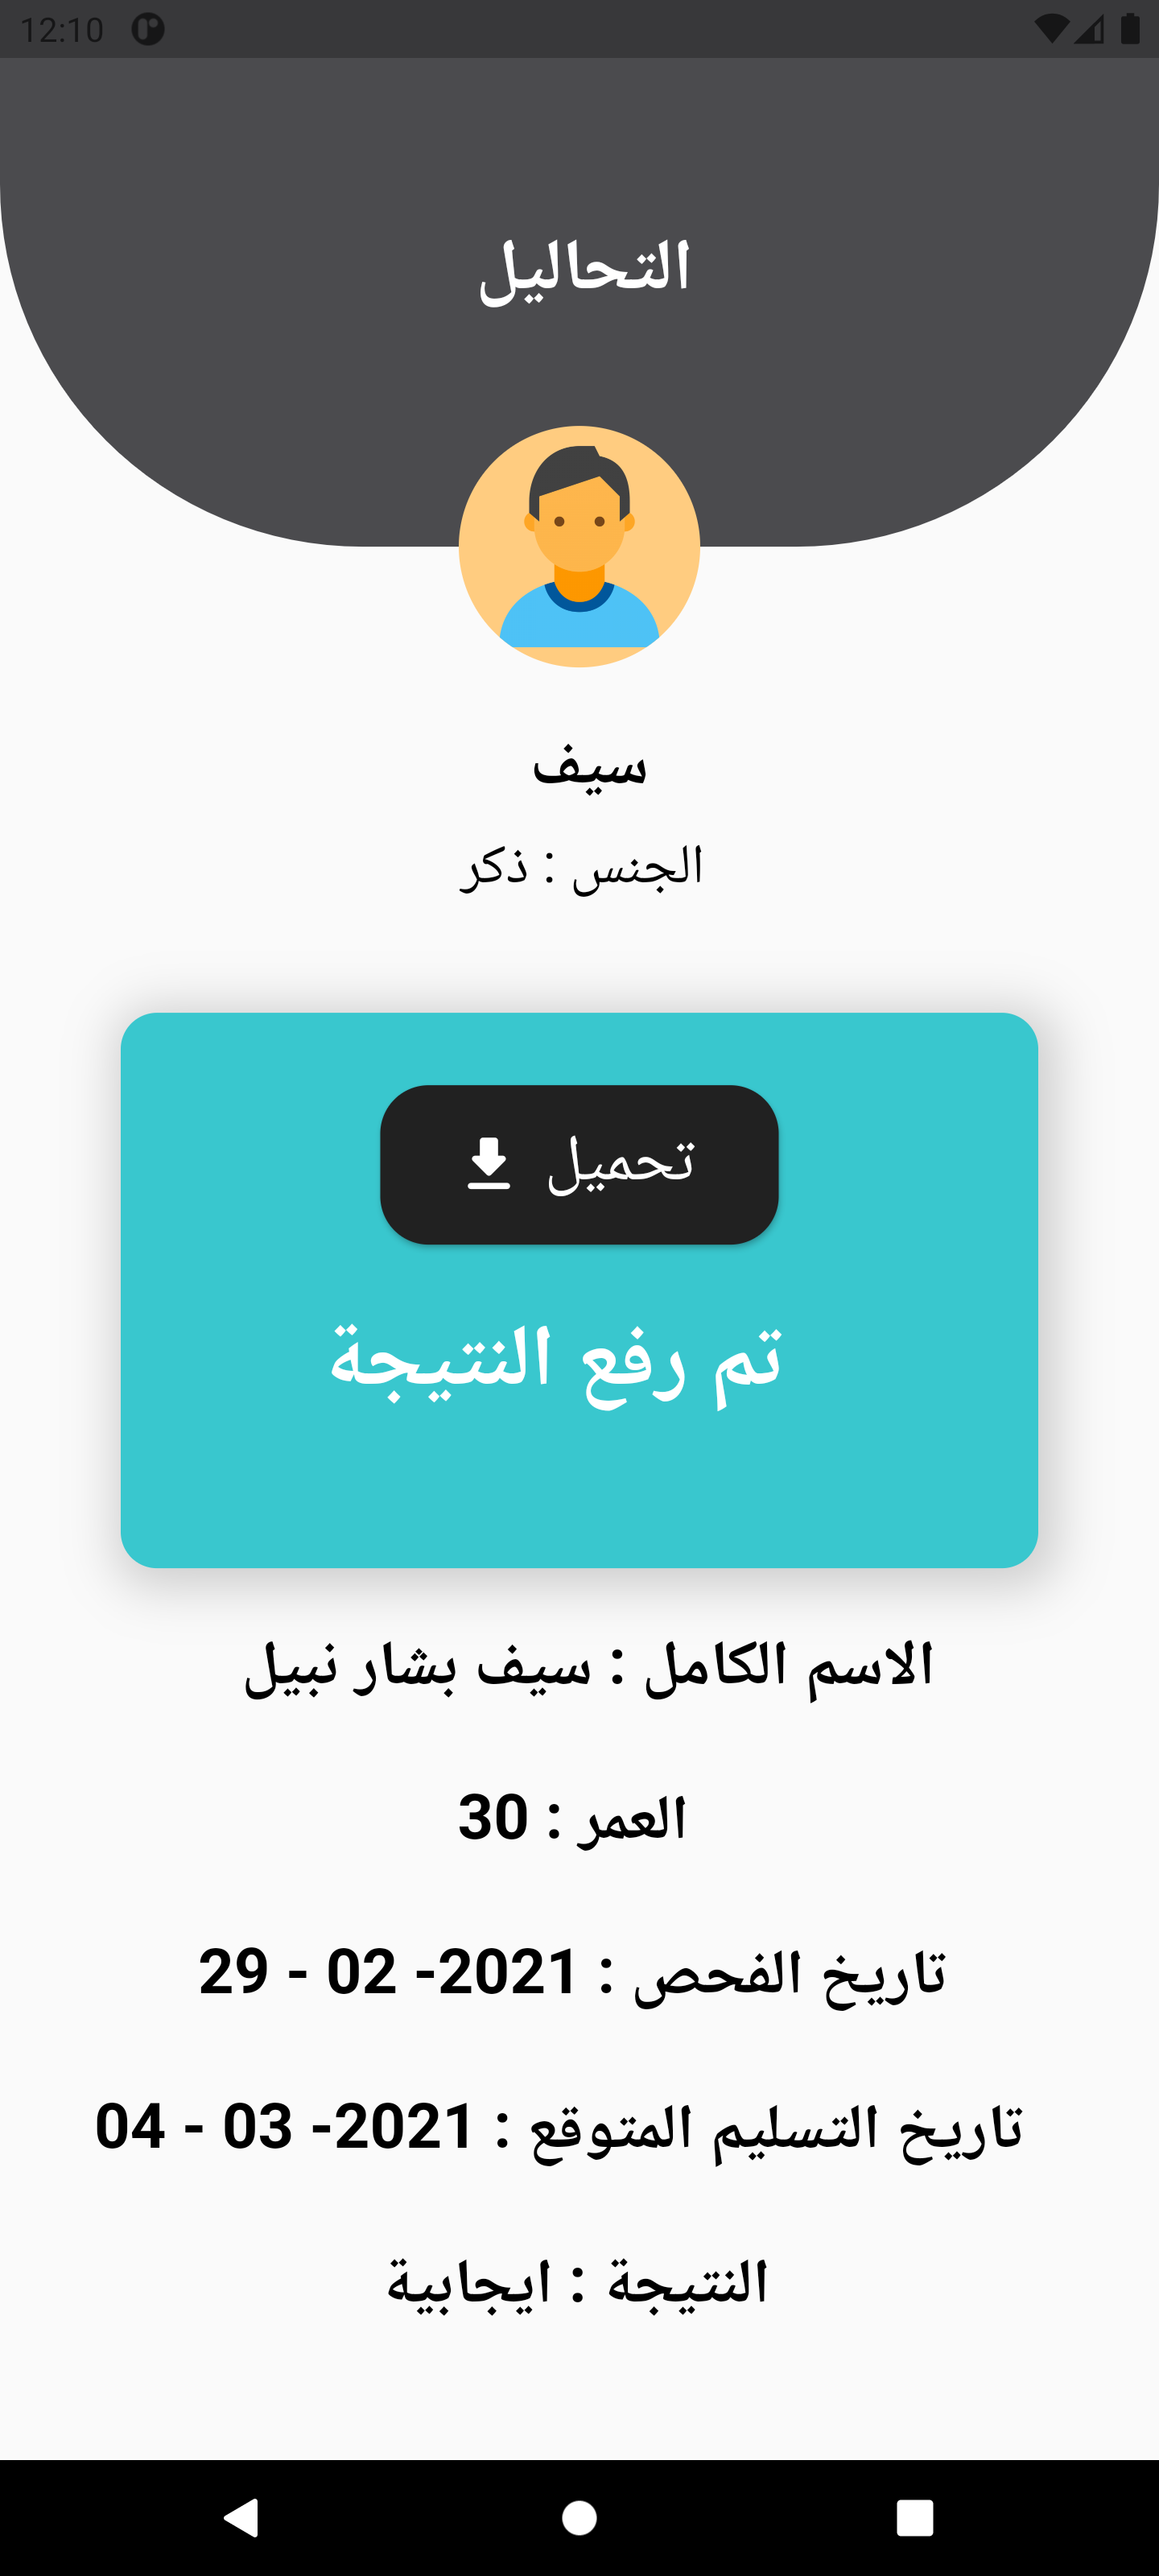 12:10
التحاليل
سيف
الجنس : ذكر
تحميل
تم رفع النتيجة
الاسم الكامل : سيف بشار نبيل
العمر : 30
تاريخ الفحص : 2021- 02 - 29
تاريخ التسليم المتوقع : 2021- 03 - 04
النتيجة : ايجابية